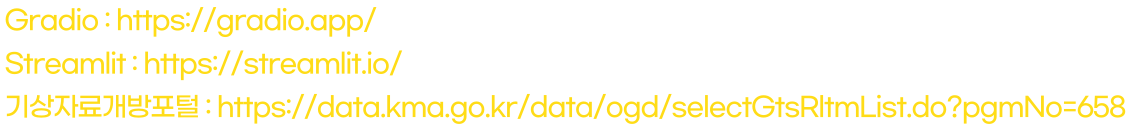 Gradio : https://gradio.app/
Streamlit : https://streamlit.io/
기상자료개방포털 : https://data.kma.go.kr/data/ogd/selectGtsRltmList.do?pgmNo=658